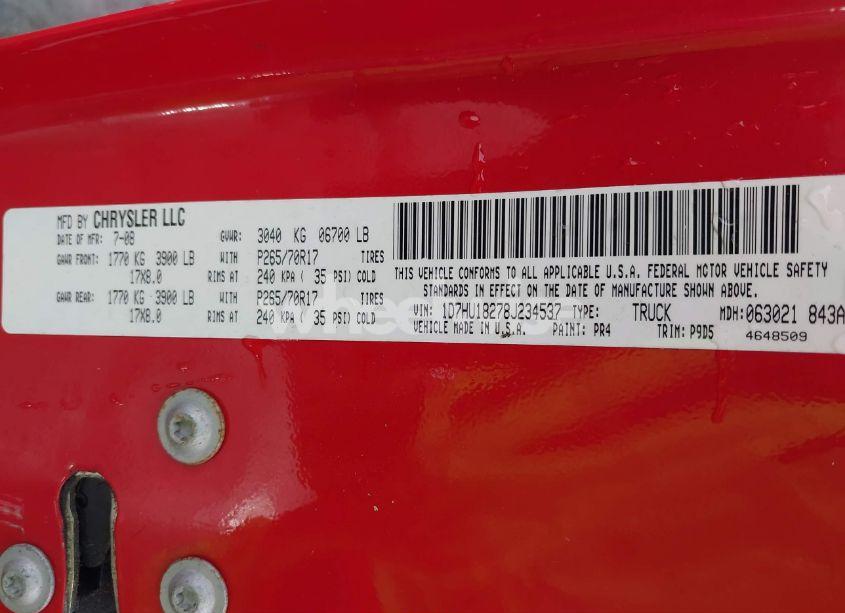 MFD BY CHRYSLER LLC
DATE OF MFR: 7-08 GVWR: 3040 KG 06700 LB
GAWR FRONT: 1770 KG 3900 LB WITH P265/70R17 TIRES
17X8.0 RIMS AT 240 KPA ( 35 PSI) COLD
GAWR REAR: 1770 KG 3900 LB WITH P265/70R17 TIRES
17X8.0 RIMS AT 240 KPA ( 35 PSI) COLD
THIS VEHICLE CONFORMS TO ALL APPLICABLE U.S.A. FEDERAL MOTOR VEHICLE SAFETY
STANDARDS IN EFFECT ON THE DATE OF MANUFACTURE SHOWN ABOVE.
VIN: 1D7HU18278J234537 TYPE: TRUCK MDH: 063021 843A
VEHICLE MADE IN U.S.A. PAINT: PR4 TRIM: P9D5 4648509